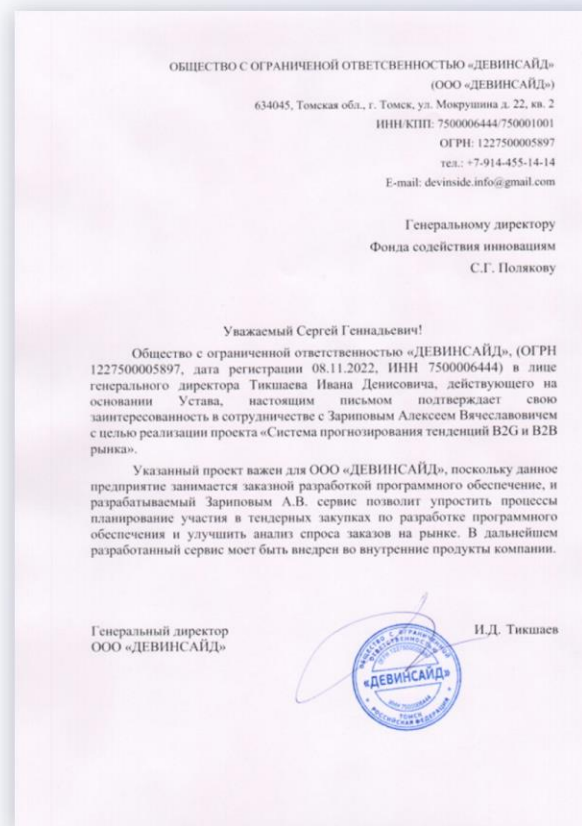 ОБЩЕСТВО С ОГРАНИЧЕНОЙ ОТВЕТСВЕННОСТЬЮ «ДЕВИНСАЙД»
(ООО «ДЕВИНСАЙД»)
634045, Томская обл., г. Томск, ул. Мокрушина д. 22, кв. 2
ИНН/КПП: 7500006444/750001001
ОГРН: 1227500005897
тел.: +7-914-455-14-14
E-mail: devinside.info@gmail.com
Генеральному директору
Фонда содействия инновациям
С.Г. Полякову
Уважаемый Сергей Геннадьевич!
Общество с ограниченной ответственностью «ДЕВИНСАЙД», (ОГРН
1227500005897, дата регистрации 08.11.2022, ИНН 7500006444) в лице
генерального директора Тикшаева Ивана Денисовича, действующего на
основании Устава, настоящим письмом подтверждает свою
заинтересованность в сотрудничестве с Зариповым Алексеем Вячеславовичем
с целью реализации проекта «Система прогнозирования тенденций B2G и B2B
рынка».
Указанный проект важен для ООО «ДЕВИНСАЙД», поскольку данное
предприятие занимается заказной разработкой программного обеспечение, и
разрабатываемый Зариповым А.В. сервис позволит упростить процессы
планирование участия в тендерных закупках по разработке программного
обеспечения и улучшить анализ спроса заказов на рынке. В дальнейшем
разработанный сервис моет быть внедрен во внутренние продукты компании.
Генеральный директор
ООО «ДЕВИНСАЙД»
И.Д. Тикшаев
ОБЩЕСТВО С ОГРАНИЧЕННОЙ
ОТВЕТСТВЕННОСТЬЮ
«ДЕВИНСАЙД»
ИНН 7500006444
ТОМСК
РОССИЙСКАЯ ФЕДЕРАЦИЯ